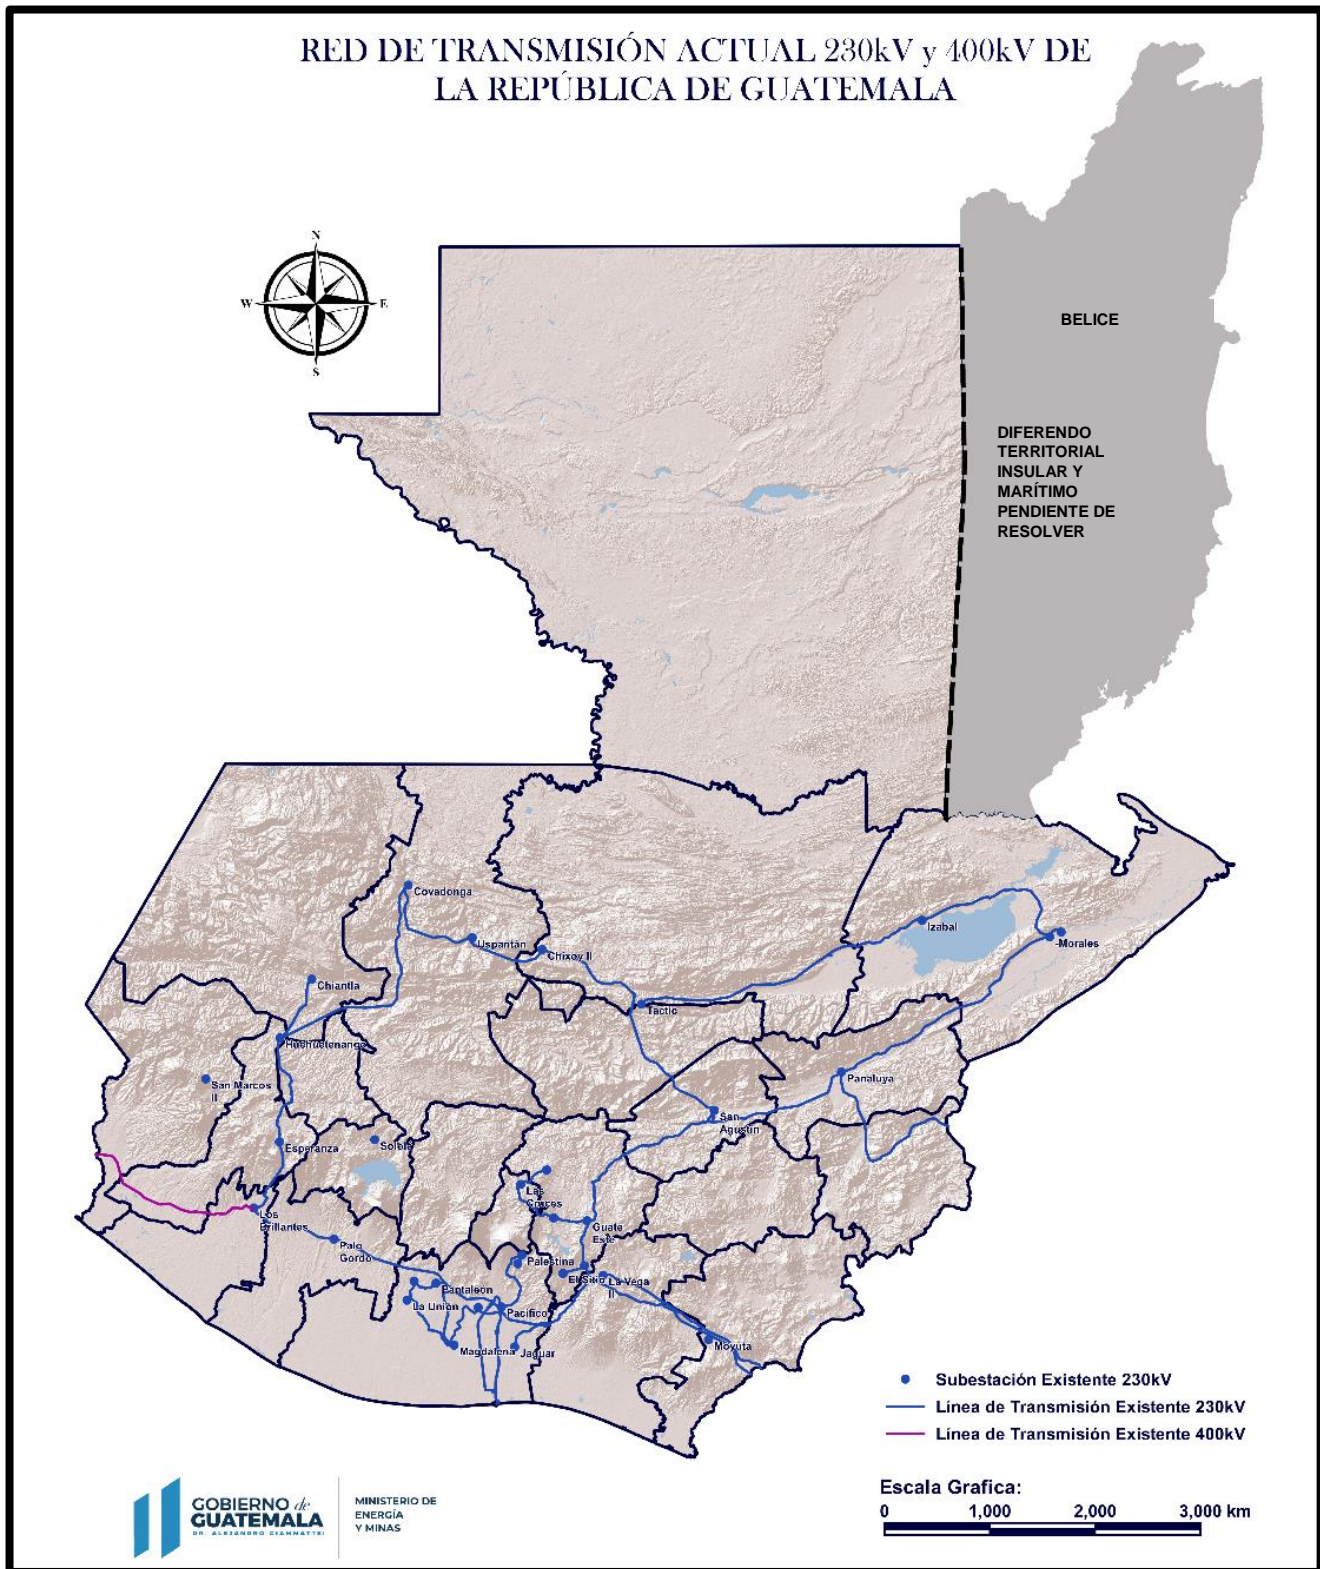 RED DE TRANSMISIÓN ACTUAL 230kV y 400kV DE
LA REPÚBLICA DE GUATEMALA
N
W
E
S
BELICE
DIFERENDO
TERRITORIAL
INSULAR Y
MARÍTIMO
PENDIENTE DE
RESOLVER
Covadonga
Uspantán
Chixoy II
Izabal
Morales
Chiantla
Tactic
Huehuetenango
San Marcos
II
Panaluya
San
Agustín
Esperanza
Sololá
Las
Cruces
Los
Brillantes
Guate
Este
Palo
Gordo
Palestina
El Sitio
La Vega
II
Pantaleón
La Unión
Pacífico
Magdalena
Jaguar
Moyuta
Subestación Existente 230kV
Línea de Transmisión Existente 230kV
Línea de Transmisión Existente 400kV
Escala Grafica:
0 1,000 2,000 3,000 km
GOBIERNO de
GUATEMALA
DR. ALEJANDRO GIAMMATTEI
MINISTERIO DE
ENERGÍA
Y MINAS